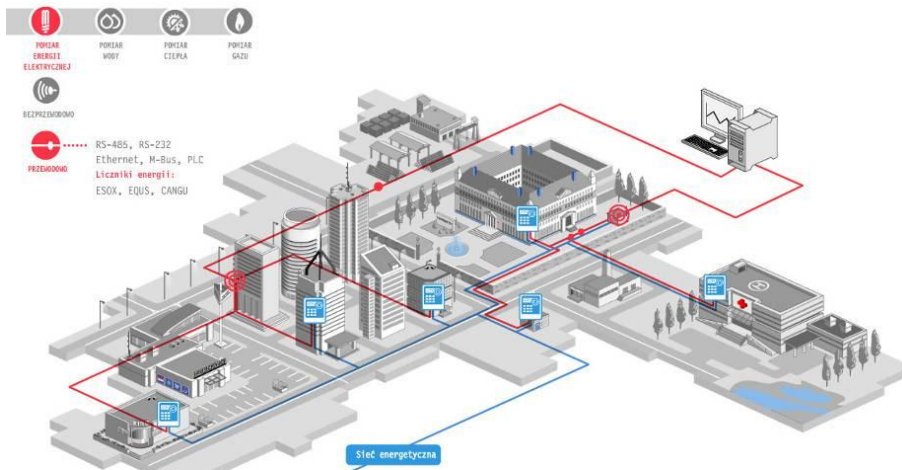 POMIAR
ENERGII
ELEKTRYCZNEJ
POMIAR
WODY
POMIAR
CIEPŁA
POMIAR
GAZU
BEZPRZEWODOWO
PRZEWODOWO
RS-485, RS-232
Ethernet, M-Bus, PLC
Liczniki energii:
ESOX, EQUS, CANGU
H
Sieć energetyczna